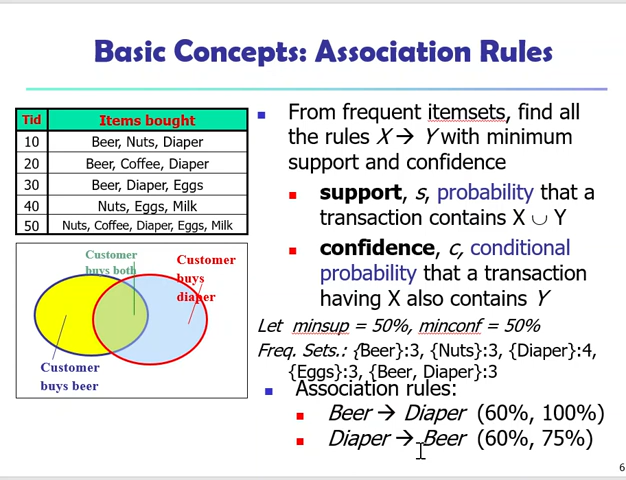 Basic Concepts: Association Rules
Tid Items bought
10 Beer, Nuts, Diaper
20 Beer, Coffee, Diaper
30 Beer, Diaper, Eggs
40 Nuts, Eggs, Milk
50 Nuts, Coffee, Diaper, Eggs, Milk
Customer
buys both
Customer
buys
diaper
Customer
buys beer
From frequent itemsets, find all
the rules X → Y with minimum
support and confidence
support, s, probability that a
transaction contains X ∪ Y
confidence, c, conditional
probability that a transaction
having X also contains Y
Let minsup = 50%, minconf = 50%
Freq. Sets.: {Beer}:3, {Nuts}:3, {Diaper}:4,
{Eggs}:3, {Beer, Diaper}:3
Association rules:
Beer → Diaper (60%, 100%)
Diaper → Beer (60%, 75%)
6